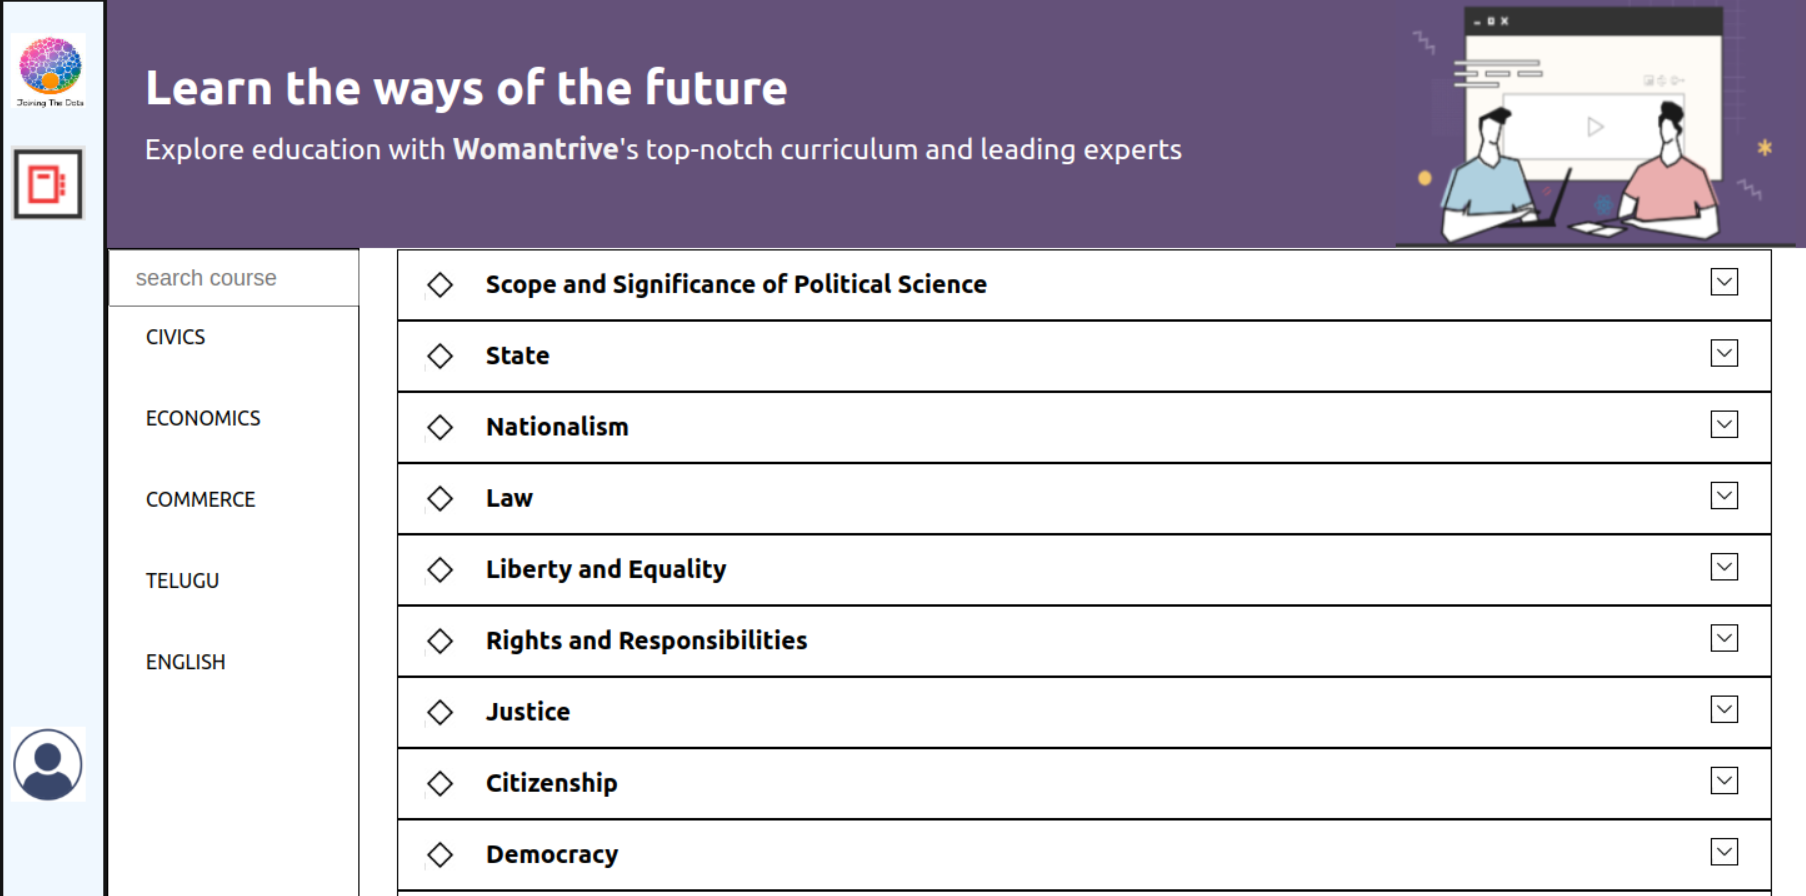 Joining The Dots
Learn the ways of the future
Explore education with Womantrive's top-notch curriculum and leading experts
search course
CIVICS
ECONOMICS
COMMERCE
TELUGU
ENGLISH
Scope and Significance of Political Science
State
Nationalism
Law
Liberty and Equality
Rights and Responsibilities
Justice
Citizenship
Democracy